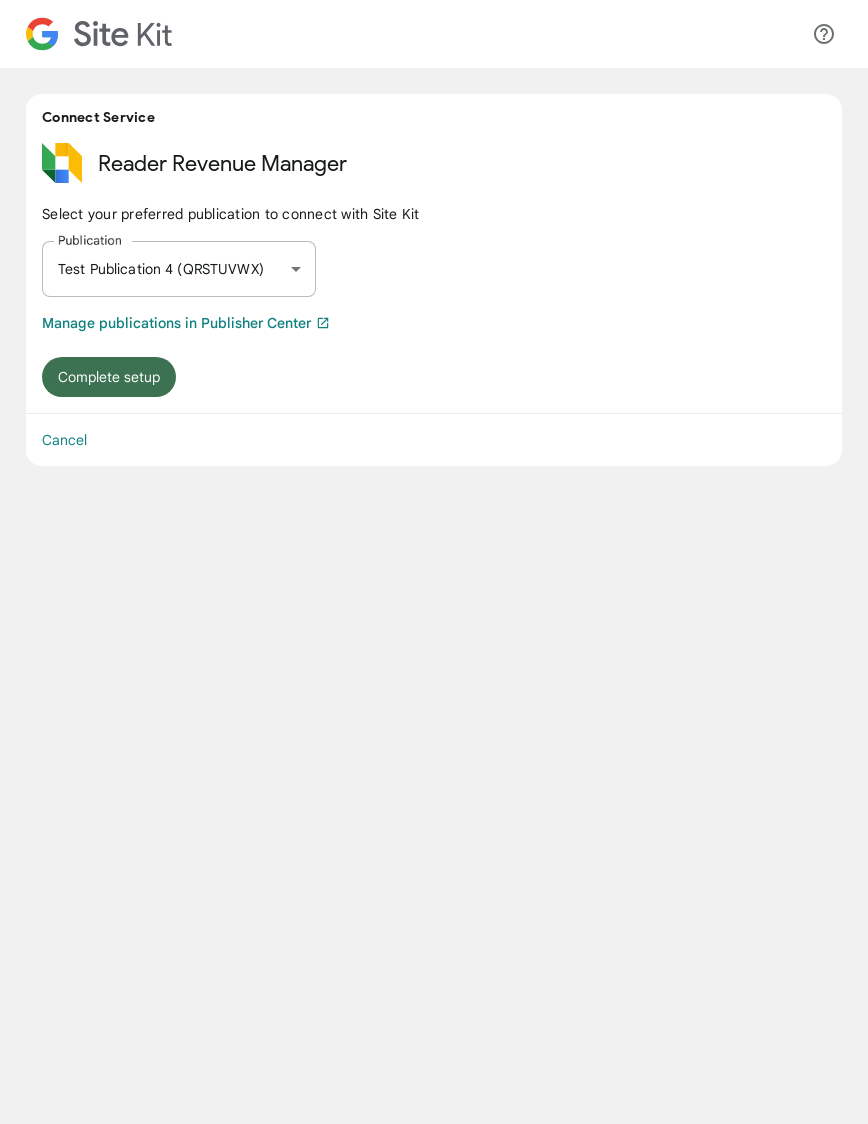 Site Kit
Connect Service
Reader Revenue Manager
Select your preferred publication to connect with Site Kit
Publication
Test Publication 4 (QRSTUVWX)
Manage publications in Publisher Center
Complete setup
Cancel